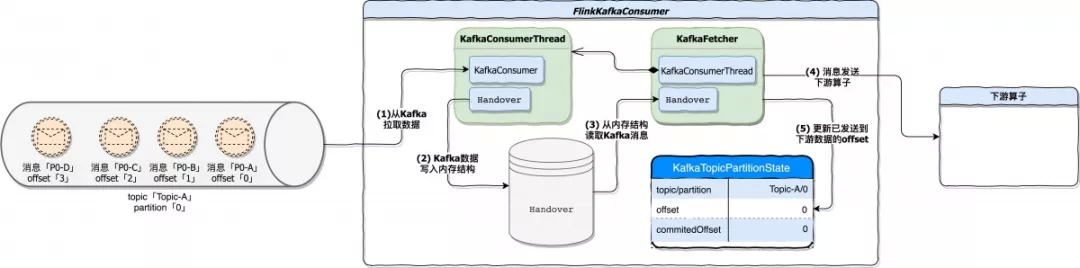 FlinkKafkaConsumer
KafkaConsumerThread
KafkaConsumer
Handover
KafkaFetcher
KafkaConsumerThread
Handover
(1)从Kafka
拉取数据
(2) Kafka数据
写入内存结构
(3) 从内存结构
读取Kafka消息
(4) 消息发送
下游算子
(5) 更新已发送到
下游数据的offset
下游算子
消息「P0-D」
offset「3」
消息「P0-C」
offset「2」
消息「P0-B」
offset「1」
消息「P0-A」
offset「0」
topic「Topic-A」
partition「0」
Handover
KafkaTopicPartitionState
topic/partition Topic-A/0
offset 0
commitedOffset 0